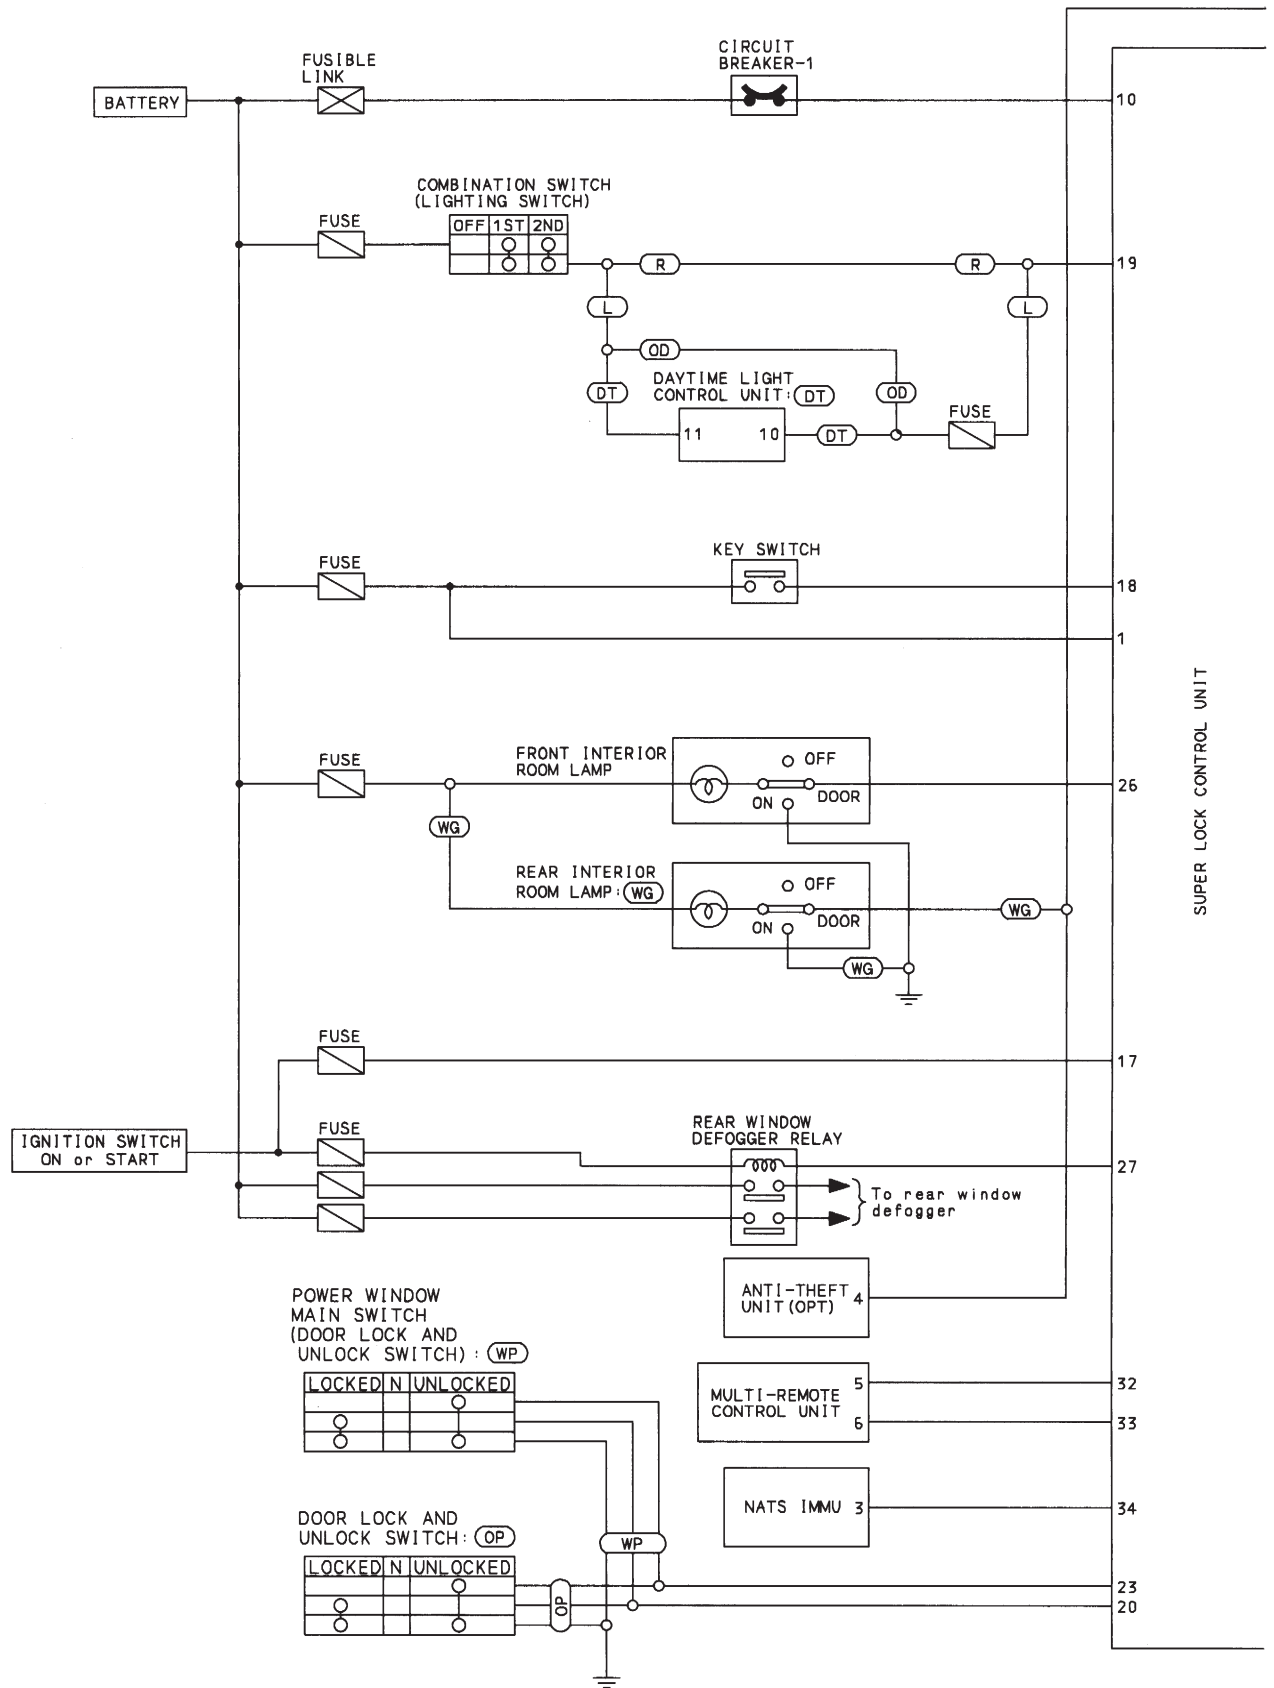 CIRCUIT
BREAKER-1
FUSIBLE
LINK
BATTERY
10
COMBINATION SWITCH
(LIGHTING SWITCH)
FUSE
OFF 1ST 2ND
R
R
19
L
L
OD
DAYTIME LIGHT
CONTROL UNIT: DT
DT
OD
FUSE
11
10
DT
KEY SWITCH
FUSE
18
1
SUPER LOCK CONTROL UNIT
FRONT INTERIOR
ROOM LAMP
FUSE
OFF
ON
DOOR
26
WG
REAR INTERIOR
ROOM LAMP: WG
OFF
ON
DOOR
WG
WG
FUSE
17
REAR WINDOW
DEFOGGER RELAY
FUSE
IGNITION SWITCH
ON or START
27
To rear window
defogger
ANTI-THEFT
UNIT(OPT)
4
POWER WINDOW
MAIN SWITCH
(DOOR LOCK AND
UNLOCK SWITCH): WP
LOCKED N UNLOCKED
MULTI-REMOTE
CONTROL UNIT
5
6
32
33
NATS IMMU 3
34
DOOR LOCK AND
UNLOCK SWITCH: OP
WP
LOCKED N UNLOCKED
OP
23
20